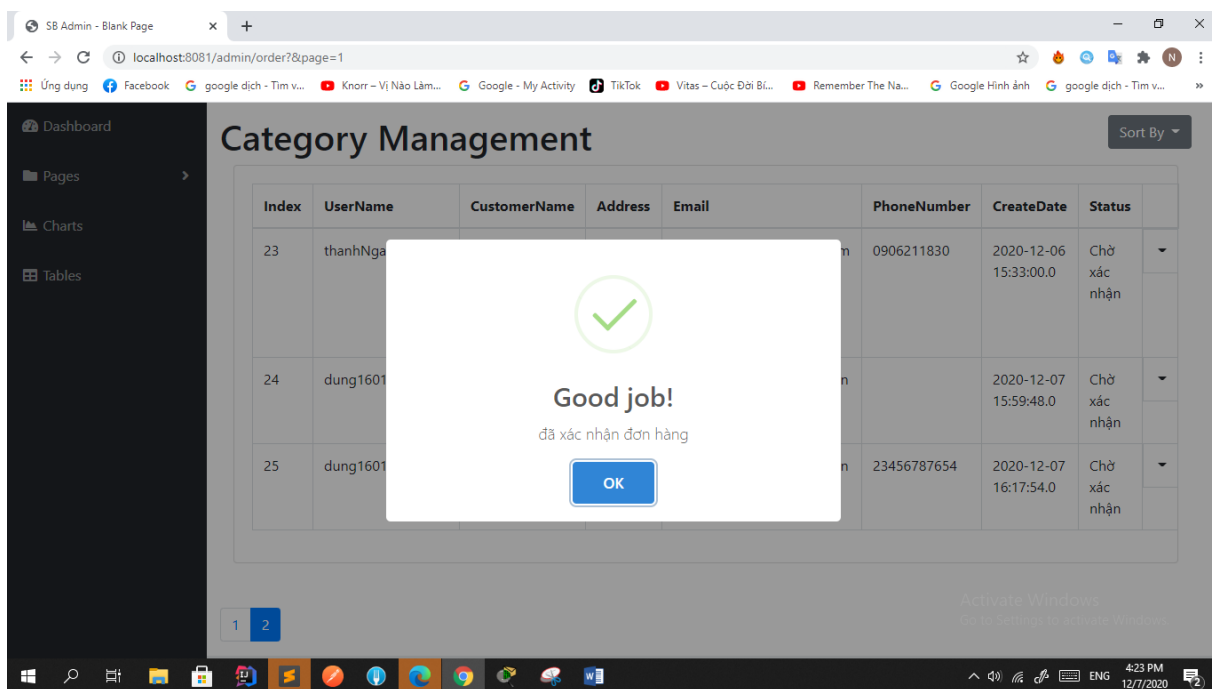 SB Admin - Blank Page
localhost:8081/admin/order?&page=1
N
Ứng dụng Facebook google dịch - Tìm v... Knorr – Vị Nào Làm... Google - My Activity TikTok Vitas – Cuộc Đời Bí... Remember The Na... Google Hình ảnh google dịch - Tìm v... »
Dashboard
Pages
Charts
Tables
Category Management
Sort By
Index UserName CustomerName Address Email PhoneNumber CreateDate Status
23 thanhNga m 0906211830 2020-12-06 Chờ
15:33:00.0 xác
nhận
24 dung1601 n 2020-12-07 Chờ
15:59:48.0 xác
nhận
25 dung1601 n 23456787654 2020-12-07 Chờ
16:17:54.0 xác
nhận
Good job!
đã xác nhận đơn hàng
OK
1 2
Activate Windows
Go to Settings to activate Windows.
ENG
4:23 PM
12/7/2020
2